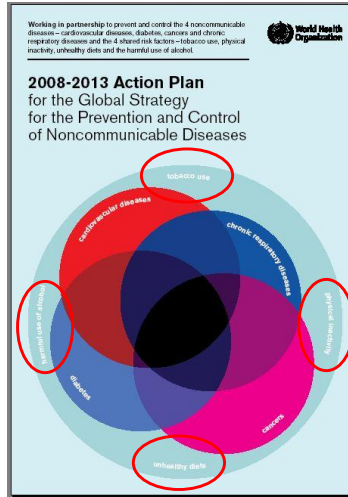 Working in partnership to prevent and control the 4 noncommunicable
diseases – cardiovascular diseases, diabetes, cancers and chronic
respiratory diseases and the 4 shared risk factors – tobacco use, physical
inactivity, unhealthy diets and the harmful use of alcohol.
World Health
Organization
2008-2013 Action Plan
for the Global Strategy
for the Prevention and Control
of Noncommunicable Diseases
tobacco use
cardiovascular diseases
chronic respiratory diseases
harmful use of alcohol
physical inactivity
diabetes
cancers
unhealthy diets